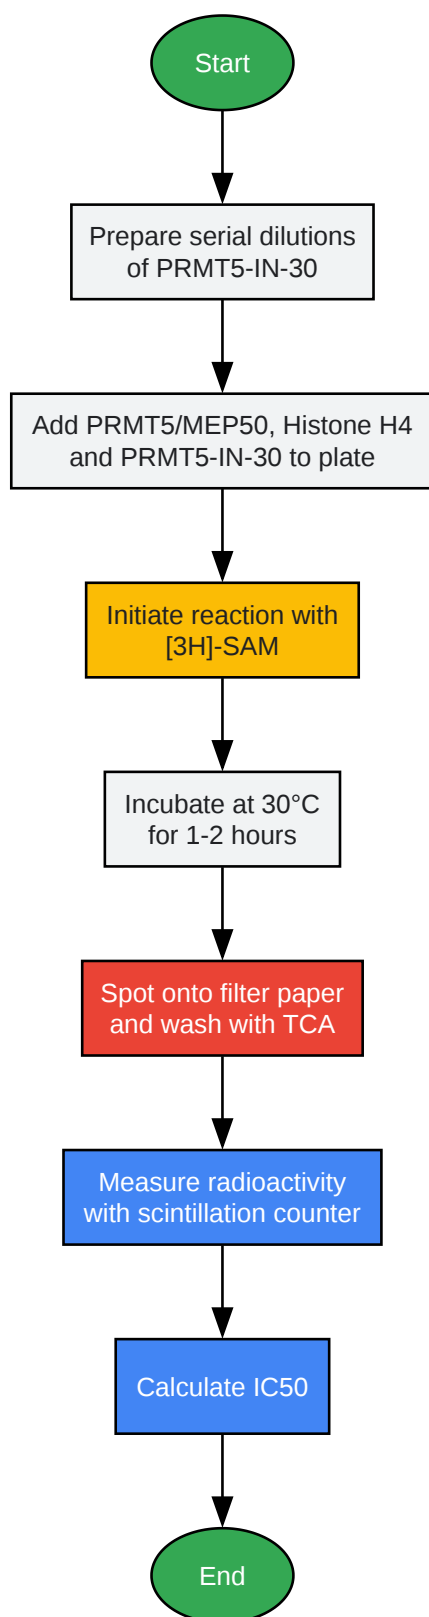 Start
Prepare serial dilutions
of PRMT5-IN-30
Add PRMT5/MEP50, Histone H4
and PRMT5-IN-30 to plate
Initiate reaction with
[3H]-SAM
Incubate at 30°C
for 1-2 hours
Spot onto filter paper
and wash with TCA
Measure radioactivity
with scintillation counter
Calculate IC50
End